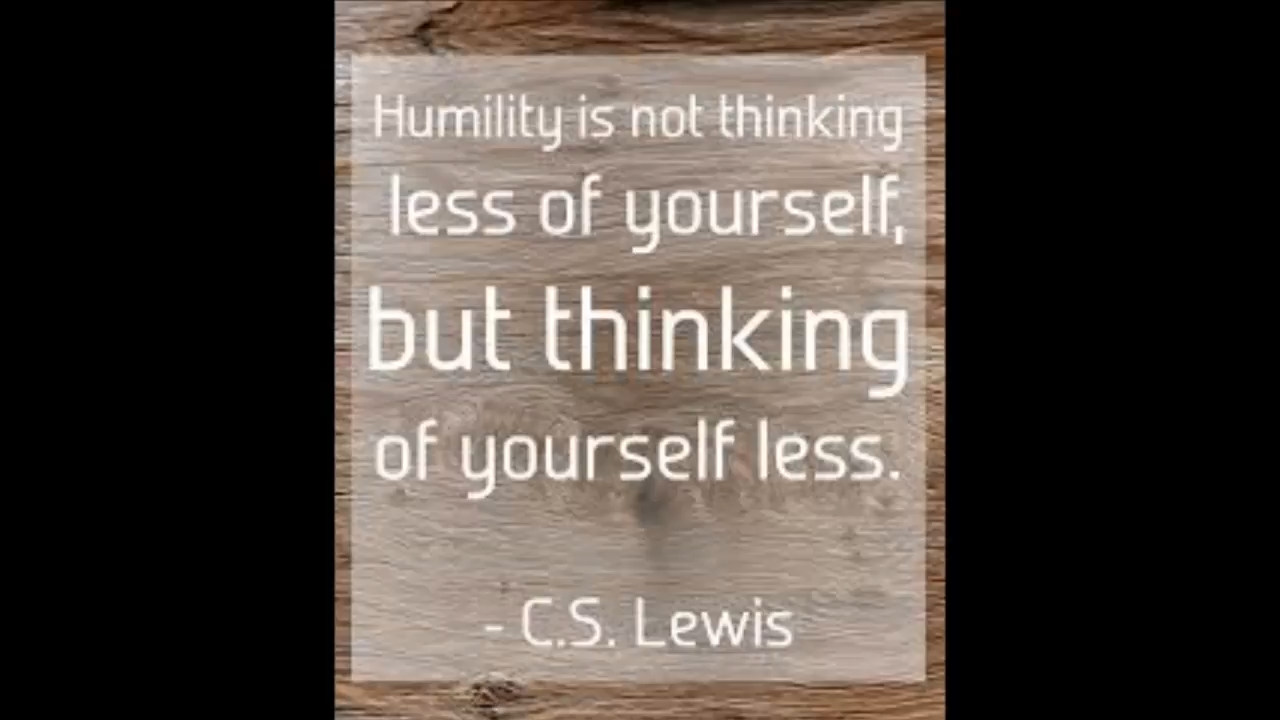 Humility is not thinking
less of yourself,
but thinking
of yourself less.
- C.S. Lewis